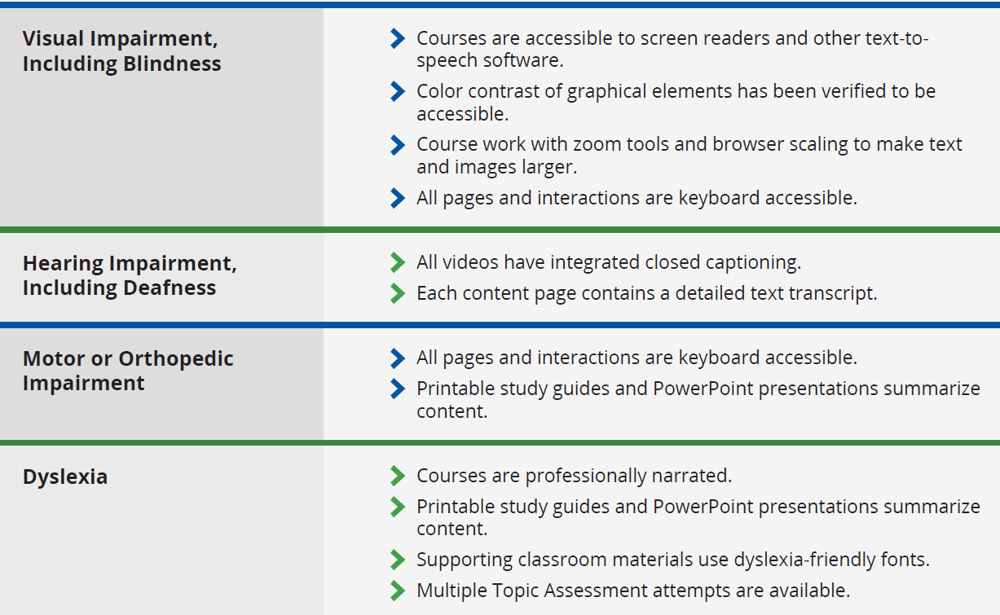 Visual Impairment,
Including Blindness
Courses are accessible to screen readers and other text-to-
speech software.
Color contrast of graphical elements has been verified to be
accessible.
Course work with zoom tools and browser scaling to make text
and images larger.
All pages and interactions are keyboard accessible.
Hearing Impairment,
Including Deafness
All videos have integrated closed captioning.
Each content page contains a detailed text transcript.
Motor or Orthopedic
Impairment
All pages and interactions are keyboard accessible.
Printable study guides and PowerPoint presentations summarize
content.
Dyslexia
Courses are professionally narrated.
Printable study guides and PowerPoint presentations summarize
content.
Supporting classroom materials use dyslexia-friendly fonts.
Multiple Topic Assessment attempts are available.